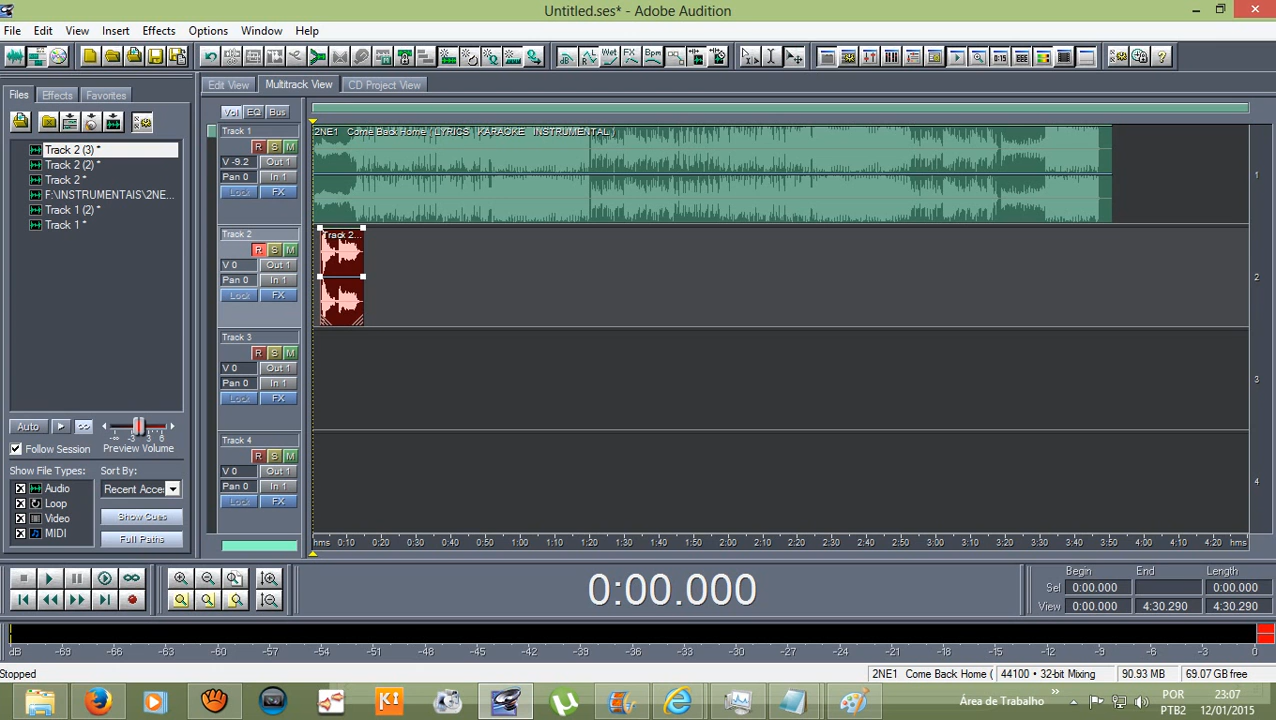 Untitled.ses* - Adobe Audition
File Edit View Insert Effects Options Window Help
Files Effects Favorites
Edit View Multitrack View CD Project View
Vol EQ Bus
Track 2 (3) *
Track 2 (2) *
Track 2 *
F:\INSTRUMENTAIS\2NE...
Track 1 (2) *
Track 1 *
Auto
Follow Session
-∞ -3 3 6
Preview Volume
Show File Types:
Audio
Loop
Video
MIDI
Sort By:
Recent Acce
Show Cues
Full Paths
Track 1
R S M
V -9.2 Out 1
Pan 0 In 1
Lock FX
2NE1 Come Back Home ( LYRICS KARAOKE INSTRUMENTAL
1
Track 2
R S M
V 0 Out 1
Pan 0 In 1
Lock FX
Track 2...
2
Track 3
R S M
V 0 Out 1
Pan 0 In 1
Lock FX
3
Track 4
R S M
V 0 Out 1
Pan 0 In 1
Lock FX
4
hms 0:10 0:20 0:30 0:40 0:50 1:00 1:10 1:20 1:30 1:40 1:50 2:00 2:10 2:20 2:30 2:40 2:50 3:00 3:10 3:20 3:30 3:40 3:50 4:00 4:10 4:20 hms
0:00.000
Begin End Length
Sel 0:00.000 0:00.000
View 0:00.000 4:30.290 4:30.290
dB -69 -66 -63 -60 -57 -54 -51 -48 -45 -42 -39 -36 -33 -30 -27 -24 -21 -18 -15 -12 -9 -6 -3 0
Stopped
2NE1 Come Back Home ( 44100 • 32-bit Mixing 90.93 MB 69.07 GB free
Área de Trabalho
POR
PTB2
23:07
12/01/2015